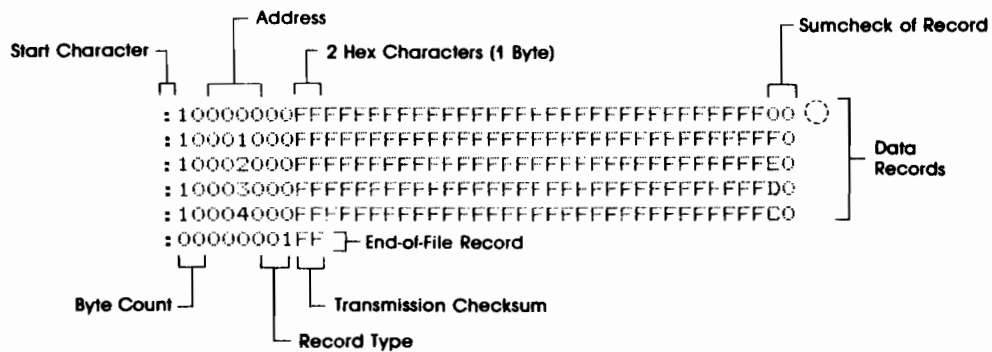 Address
Sumcheck of Record
Start Character
2 Hex Characters (1 Byte)
:10000000FFFFFFFFFFFFFFFFFFFFFFFFFFFFFFFF00
:10001000FFFFFFFFFFFFFFFFFFFFFFFFFFFFFFFFF0
:10002000FFFFFFFFFFFFFFFFFFFFFFFFFFFFFFFFE0
:10003000FFFFFFFFFFFFFFFFFFFFFFFFFFFFFFFFD0
:10004000FFFFFFFFFFFFFFFFFFFFFFFFFFFFFFFFC0
Data
Records
:00000001FF
End-of-File Record
Byte Count
Transmission Checksum
Record Type